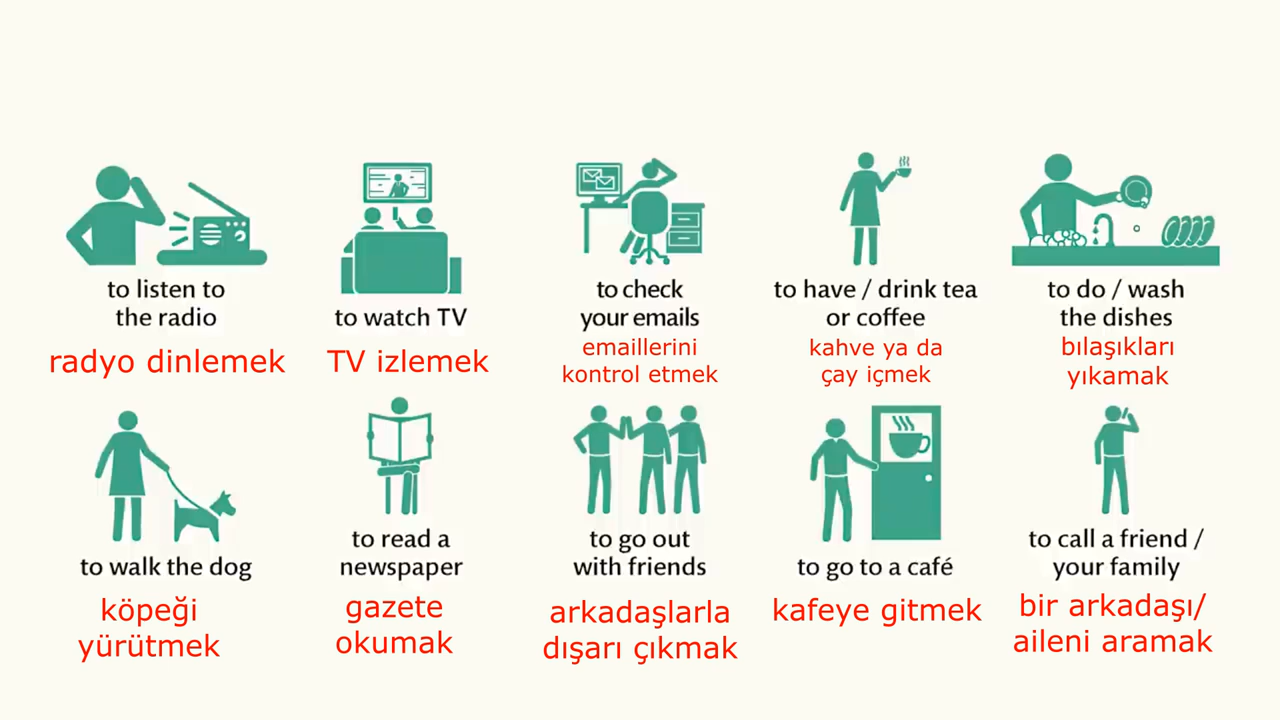 to listen to
the radio
radyo dinlemek
to watch TV
TV izlemek
to check
your emails
emaillerini
kontrol etmek
to have / drink tea
or coffee
kahve ya da
çay içmek
to do / wash
the dishes
bılaşıkları
yıkamak
to walk the dog
köpeği
yürütmek
to read a
newspaper
gazete
okumak
to go out
with friends
arkadaşlarla
dışarı çıkmak
to go to a café
kafeye gitmek
to call a friend /
your family
bir arkadaşı/
aileni aramak